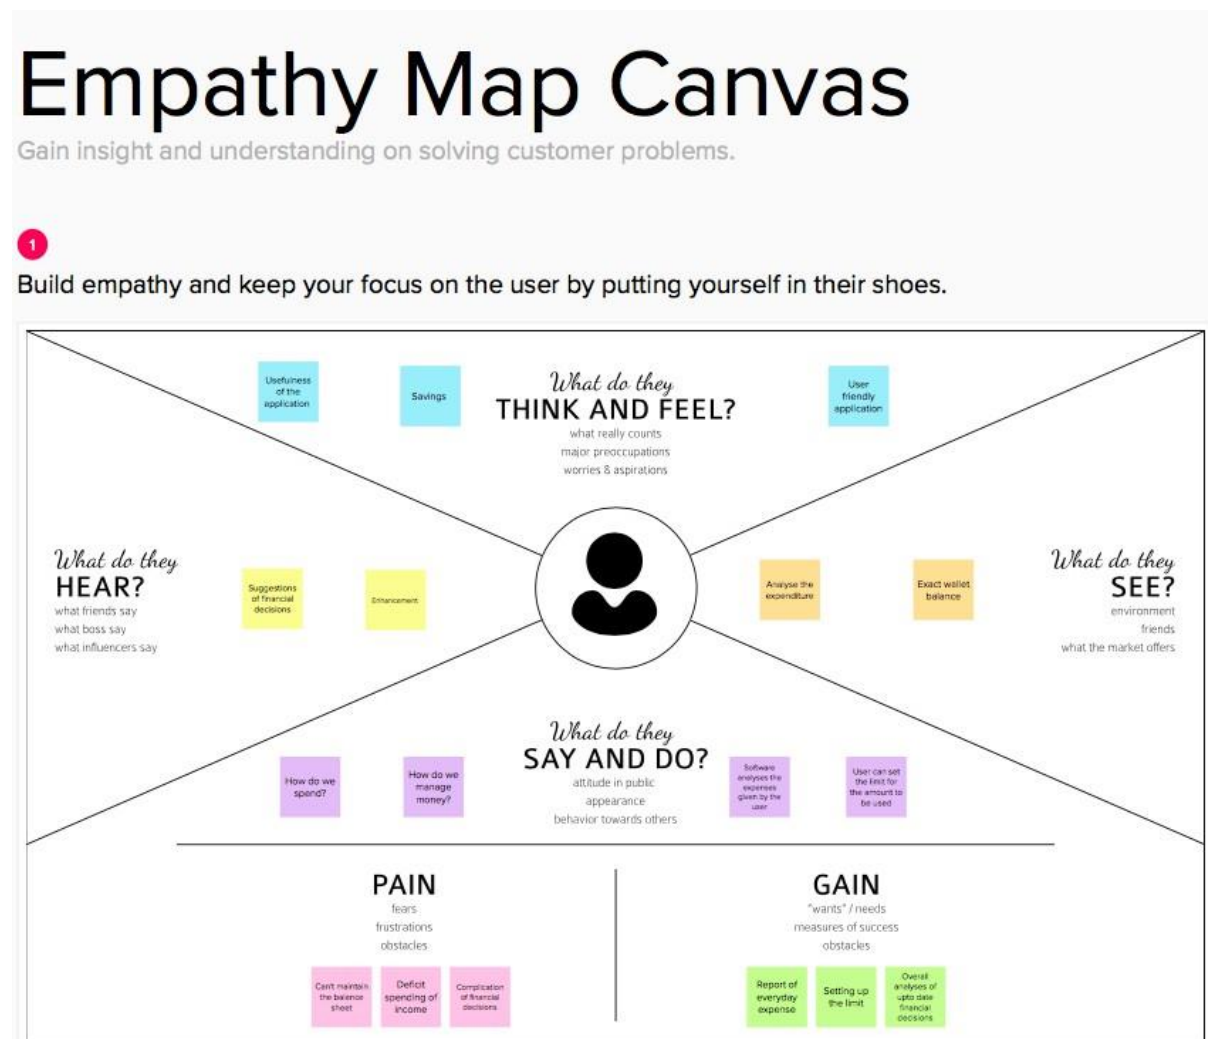 Empathy Map Canvas
Gain insight and understanding on solving customer problems.
1
Build empathy and keep your focus on the user by putting yourself in their shoes.
Usefulness
of the
application
Savings
What do they
THINK AND FEEL?
what really counts
major preoccupations
worries & aspirations
User
friendly
application
What do they
HEAR?
what friends say
what boss say
what influencers say
Suggestions
of financial
decisions
Enhancement
Analyse the
expenditure
Exact wallet
balance
What do they
SEE?
environment
friends
what the market offers
What do they
SAY AND DO?
attitude in public
appearance
behavior towards others
How do we
spend?
How do we
manage
money?
Software
analyses the
expenses
given by the
user
User can set
the limit for
the amount to
be used
PAIN
fears
frustrations
obstacles
Can't maintain
the balance
sheet
Deficit
spending of
income
Complication
of financial
decisions
GAIN
"wants" / needs
measures of success
obstacles
Report of
everyday
expense
Setting up
the limit
Overall
analyses of
upto date
financial
decisions